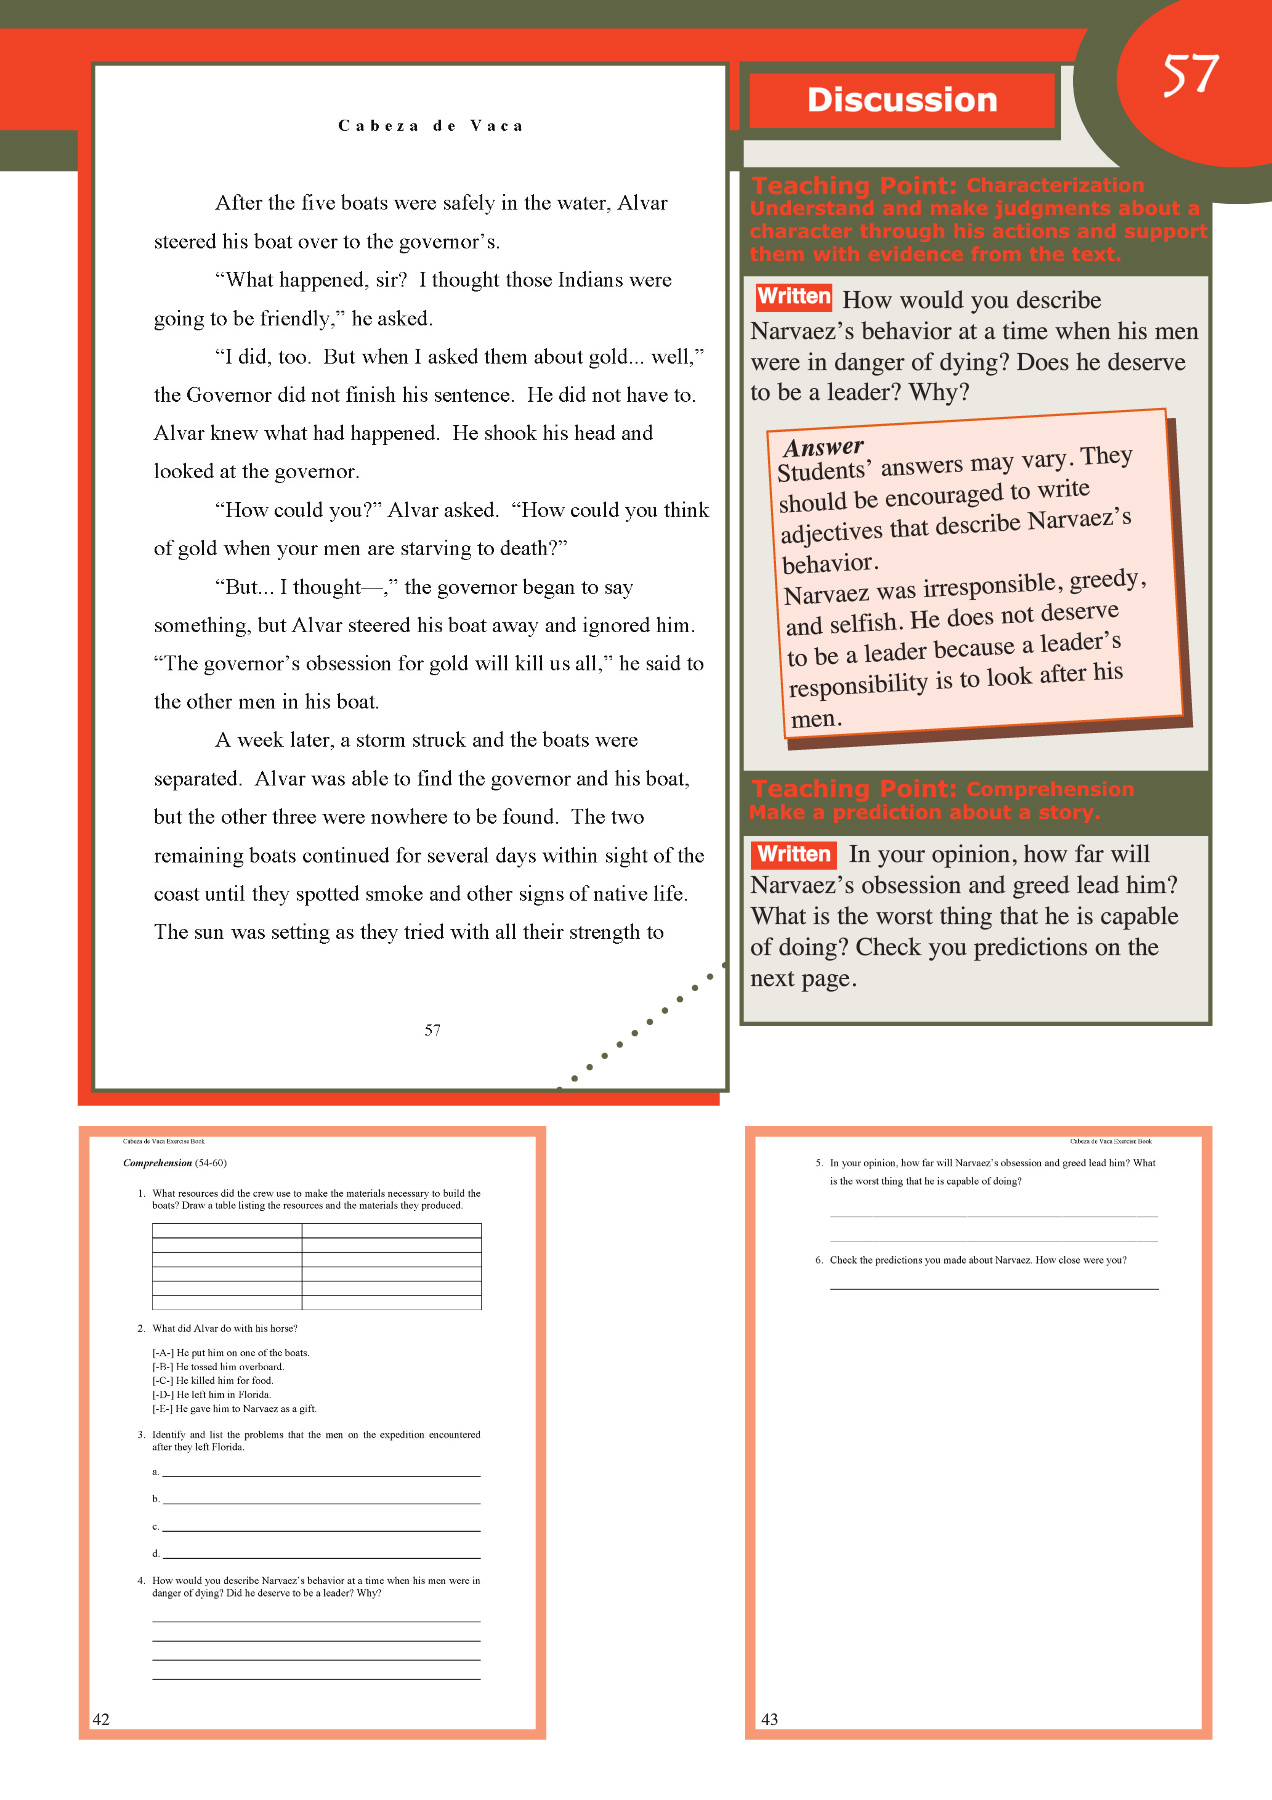 57
Cabeza de Vaca
After the five boats were safely in the water, Alvar
steered his boat over to the governor’s.
“What happened, sir?  I thought those Indians were
going to be friendly,” he asked.
“I did, too.  But when I asked them about gold... well,”
the Governor did not finish his sentence.  He did not have to.
Alvar knew what had happened.  He shook his head and
looked at the governor.
“How could you?” Alvar asked.  “How could you think
of gold when your men are starving to death?”
“But... I thought—,” the governor began to say
something, but Alvar steered his boat away and ignored him.
“The governor’s obsession for gold will kill us all,” he said to
the other men in his boat.
A week later, a storm struck and the boats were
separated.  Alvar was able to find the governor and his boat,
but the other three were nowhere to be found.  The two
remaining boats continued for several days within sight of the
coast until they spotted smoke and other signs of native life.
The sun was setting as they tried with all their strength to
57
Discussion
Teaching Point: Characterization
Understand and make judgments about a
character through his actions and support
them with evidence from the text.
Written How would you describe
Narvaez’s behavior at a time when his men
were in danger of dying? Does he deserve
to be a leader? Why?
Answer
Students’ answers may vary. They
should be encouraged to write
adjectives that describe Narvaez’s
behavior.
Narvaez was irresponsible, greedy,
and selfish. He does not deserve
to be a leader because a leader’s
responsibility is to look after his
men.
Teaching Point: Comprehension
Make a prediction about a story.
Written In your opinion, how far will
Narvaez’s obsession and greed lead him?
What is the worst thing that he is capable
of doing? Check you predictions on the
next page.
Cabeza de Vaca Exercise Book
Comprehension (54-60)
1. What resources did the crew use to make the materials necessary to build the
boats? Draw a table listing the resources and the materials they produced.
2. What did Alvar do with his horse?
[-A-] He put him on one of the boats.
[-B-] He tossed him overboard.
[-C-] He killed him for food.
[-D-] He left him in Florida.
[-E-] He gave him to Narvaez as a gift.
3. Identify and list the problems that the men on the expedition encountered
after they left Florida.
a.
b.
c.
d.
4. How would you describe Narvaez’s behavior at a time when his men were in
danger of dying? Did he deserve to be a leader? Why?
42
Cabeza de Vaca Exercise Book
5. In your opinion, how far will Narvaez’s obsession and greed lead him? What
is the worst thing that he is capable of doing?
6. Check the predictions you made about Narvaez. How close were you?
43